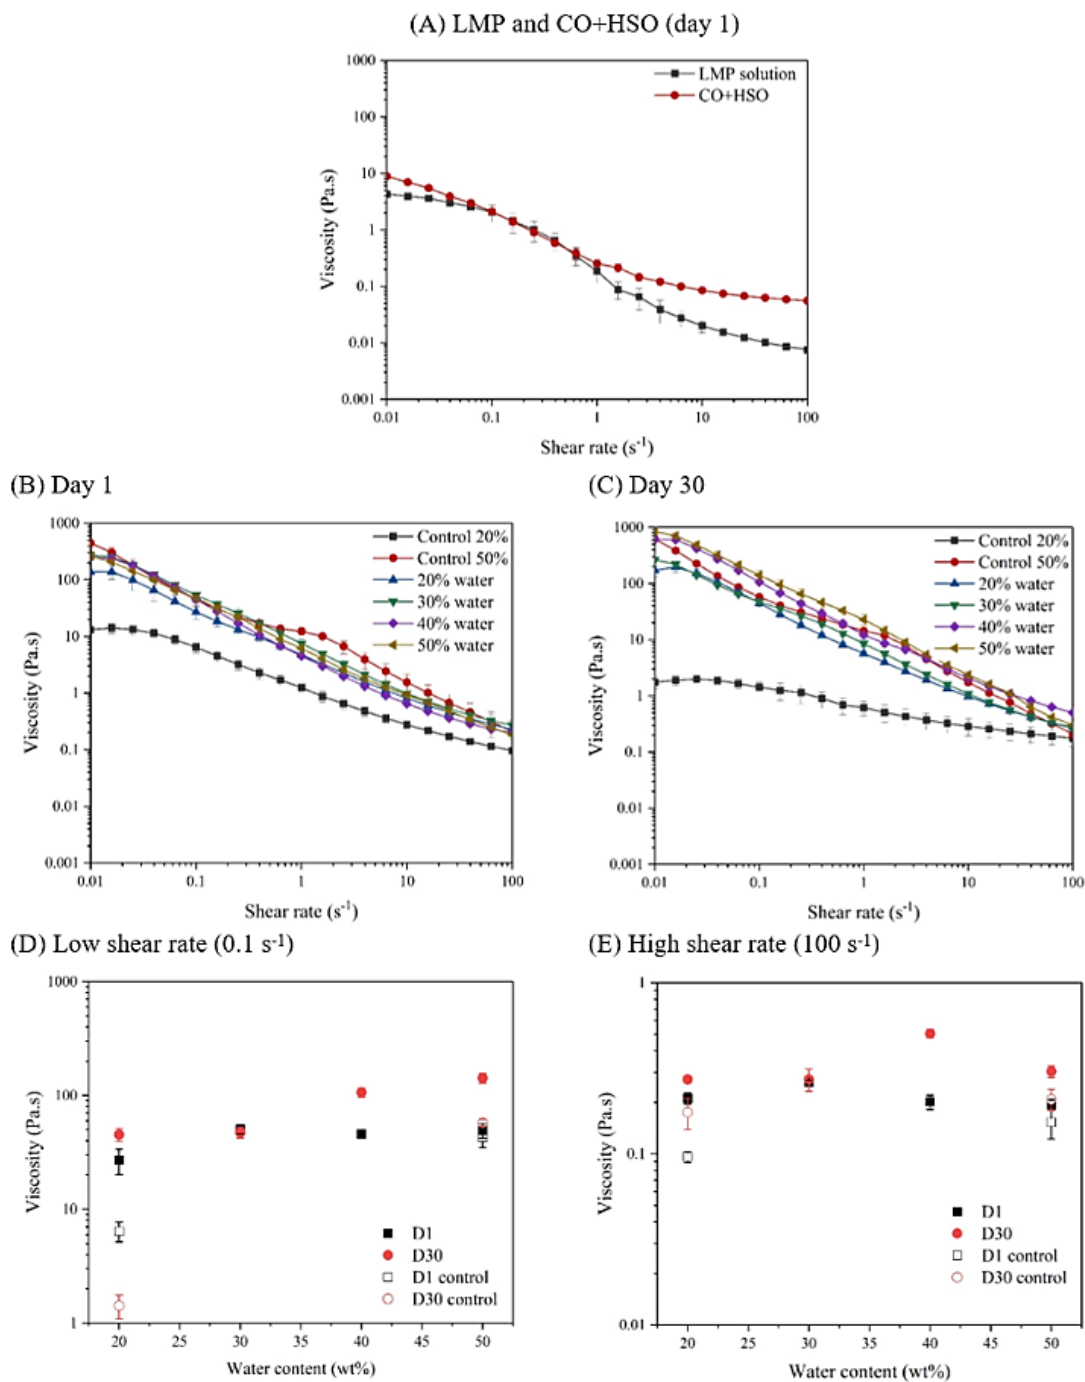 (A) LMP and CO+HSO (day 1)
1000
100
10
1
0.1
0.01
0.001
Viscosity (Pa.s)
LMP solution
CO+HSO
0.01 0.1 1 10 100
Shear rate (s⁻¹)
(B) Day 1
1000
100
10
1
0.1
0.01
0.001
Viscosity (Pa.s)
Control 20%
Control 50%
20% water
30% water
40% water
50% water
0.01 0.1 1 10 100
Shear rate (s⁻¹)
(C) Day 30
1000
100
10
1
0.1
0.01
0.001
Viscosity (Pa.s)
Control 20%
Control 50%
20% water
30% water
40% water
50% water
0.01 0.1 1 10 100
Shear rate (s⁻¹)
(D) Low shear rate (0.1 s⁻¹)
1000
100
10
1
Viscosity (Pa.s)
D1
D30
D1 control
D30 control
20 25 30 35 40 45 50
Water content (wt%)
(E) High shear rate (100 s⁻¹)
1
0.1
0.01
Viscosity (Pa.s)
D1
D30
D1 control
D30 control
20 25 30 35 40 45 50
Water content (wt%)